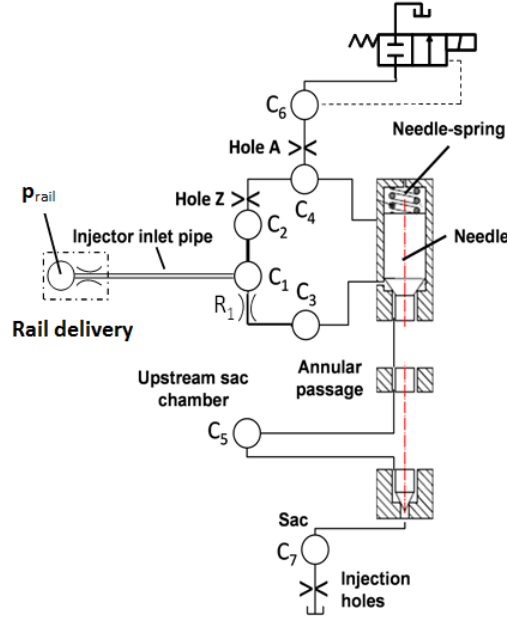 C6
Needle-spring
Hole A
prail
Hole Z
C4
C2
Needle
Injector inlet pipe
C1
R1
C3
Rail delivery
Annular
passage
Upstream sac
chamber
C5
Sac
C7
Injection
holes